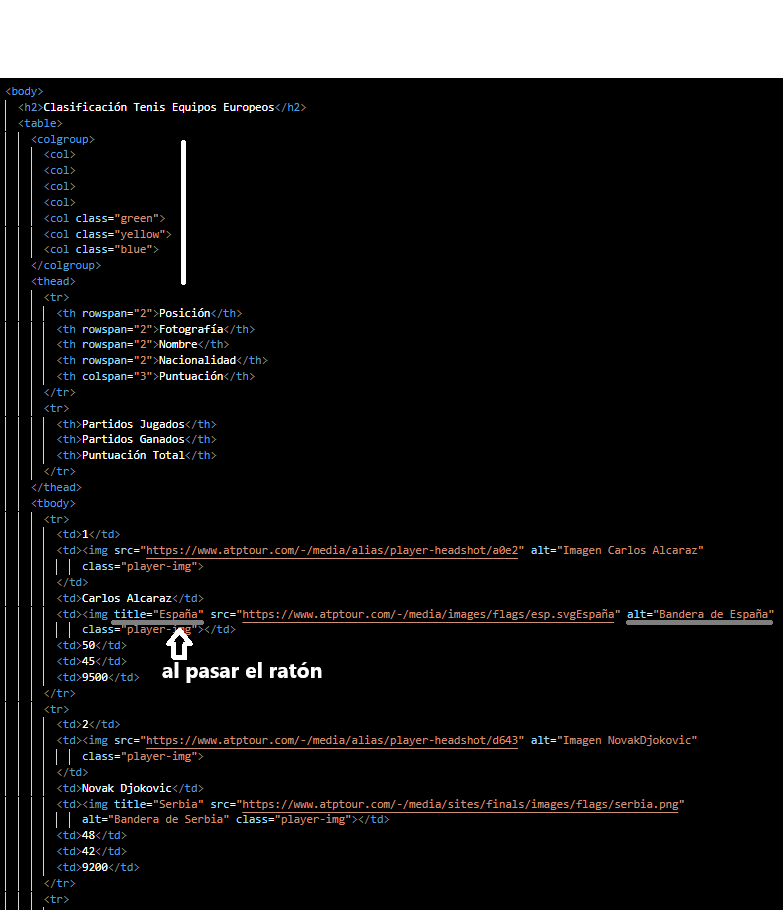 <body>
<h2>Clasificación Tenis Equipos Europeos</h2>
<table>
<colgroup>
<col>
<col>
<col>
<col>
<col class="green">
<col class="yellow">
<col class="blue">
</colgroup>
<thead>
<tr>
<th rowspan="2">Posición</th>
<th rowspan="2">Fotografía</th>
<th rowspan="2">Nombre</th>
<th rowspan="2">Nacionalidad</th>
<th colspan="3">Puntuación</th>
</tr>
<tr>
<th>Partidos Jugados</th>
<th>Partidos Ganados</th>
<th>Puntuación Total</th>
</tr>
</thead>
<tbody>
<tr>
<td>1</td>
<td><img src="https://www.atptour.com/-/media/alias/player-headshot/a0e2" alt="Imagen Carlos Alcaraz"
class="player-img">
</td>
<td>Carlos Alcaraz</td>
<td><img title="España" src="https://www.atptour.com/-/media/images/flags/esp.svgEspaña" alt="Bandera de España"
class="player-img"></td>
<td>50</td>
<td>45</td>
<td>9500</td>
al pasar el ratón
</tr>
<tr>
<td>2</td>
<td><img src="https://www.atptour.com/-/media/alias/player-headshot/d643" alt="Imagen NovakDjokovic"
class="player-img">
</td>
<td>Novak Djokovic</td>
<td><img title="Serbia" src="https://www.atptour.com/-/media/sites/finals/images/flags/serbia.png"
alt="Bandera de Serbia" class="player-img"></td>
<td>48</td>
<td>42</td>
<td>9200</td>
</tr>
<tr>